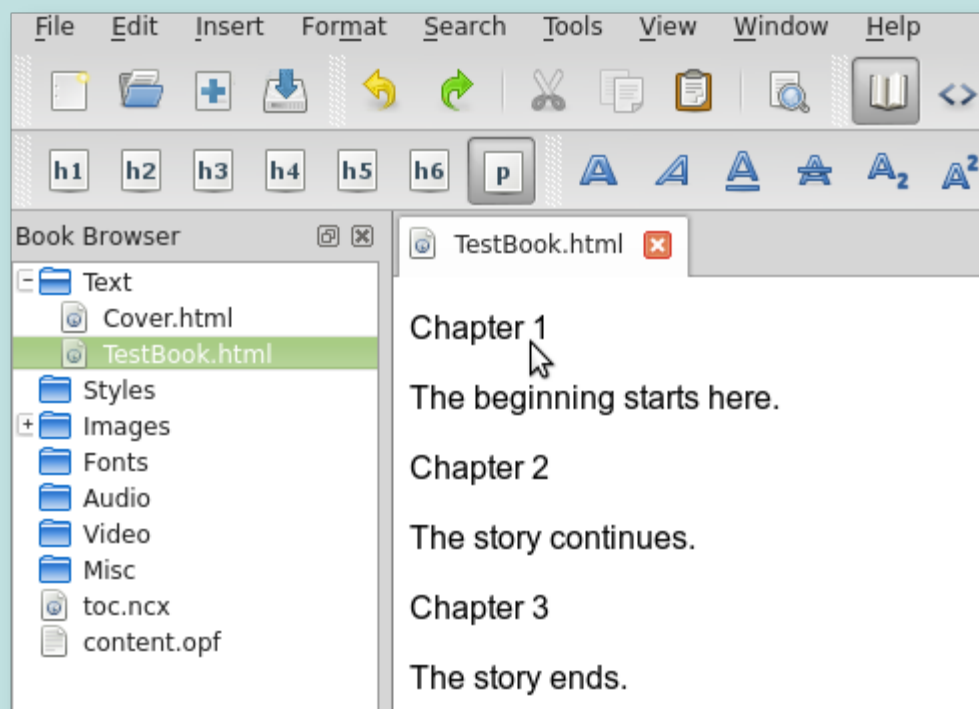 File Edit Insert Format Search Tools View Window Help
<>
h1 h2 h3 h4 h5 h6 p A A A A A2 A2
Book Browser
TestBook.html
Text
Cover.html
TestBook.html
Styles
Images
Fonts
Audio
Video
Misc
toc.ncx
content.opf
Chapter 1
The beginning starts here.
Chapter 2
The story continues.
Chapter 3
The story ends.